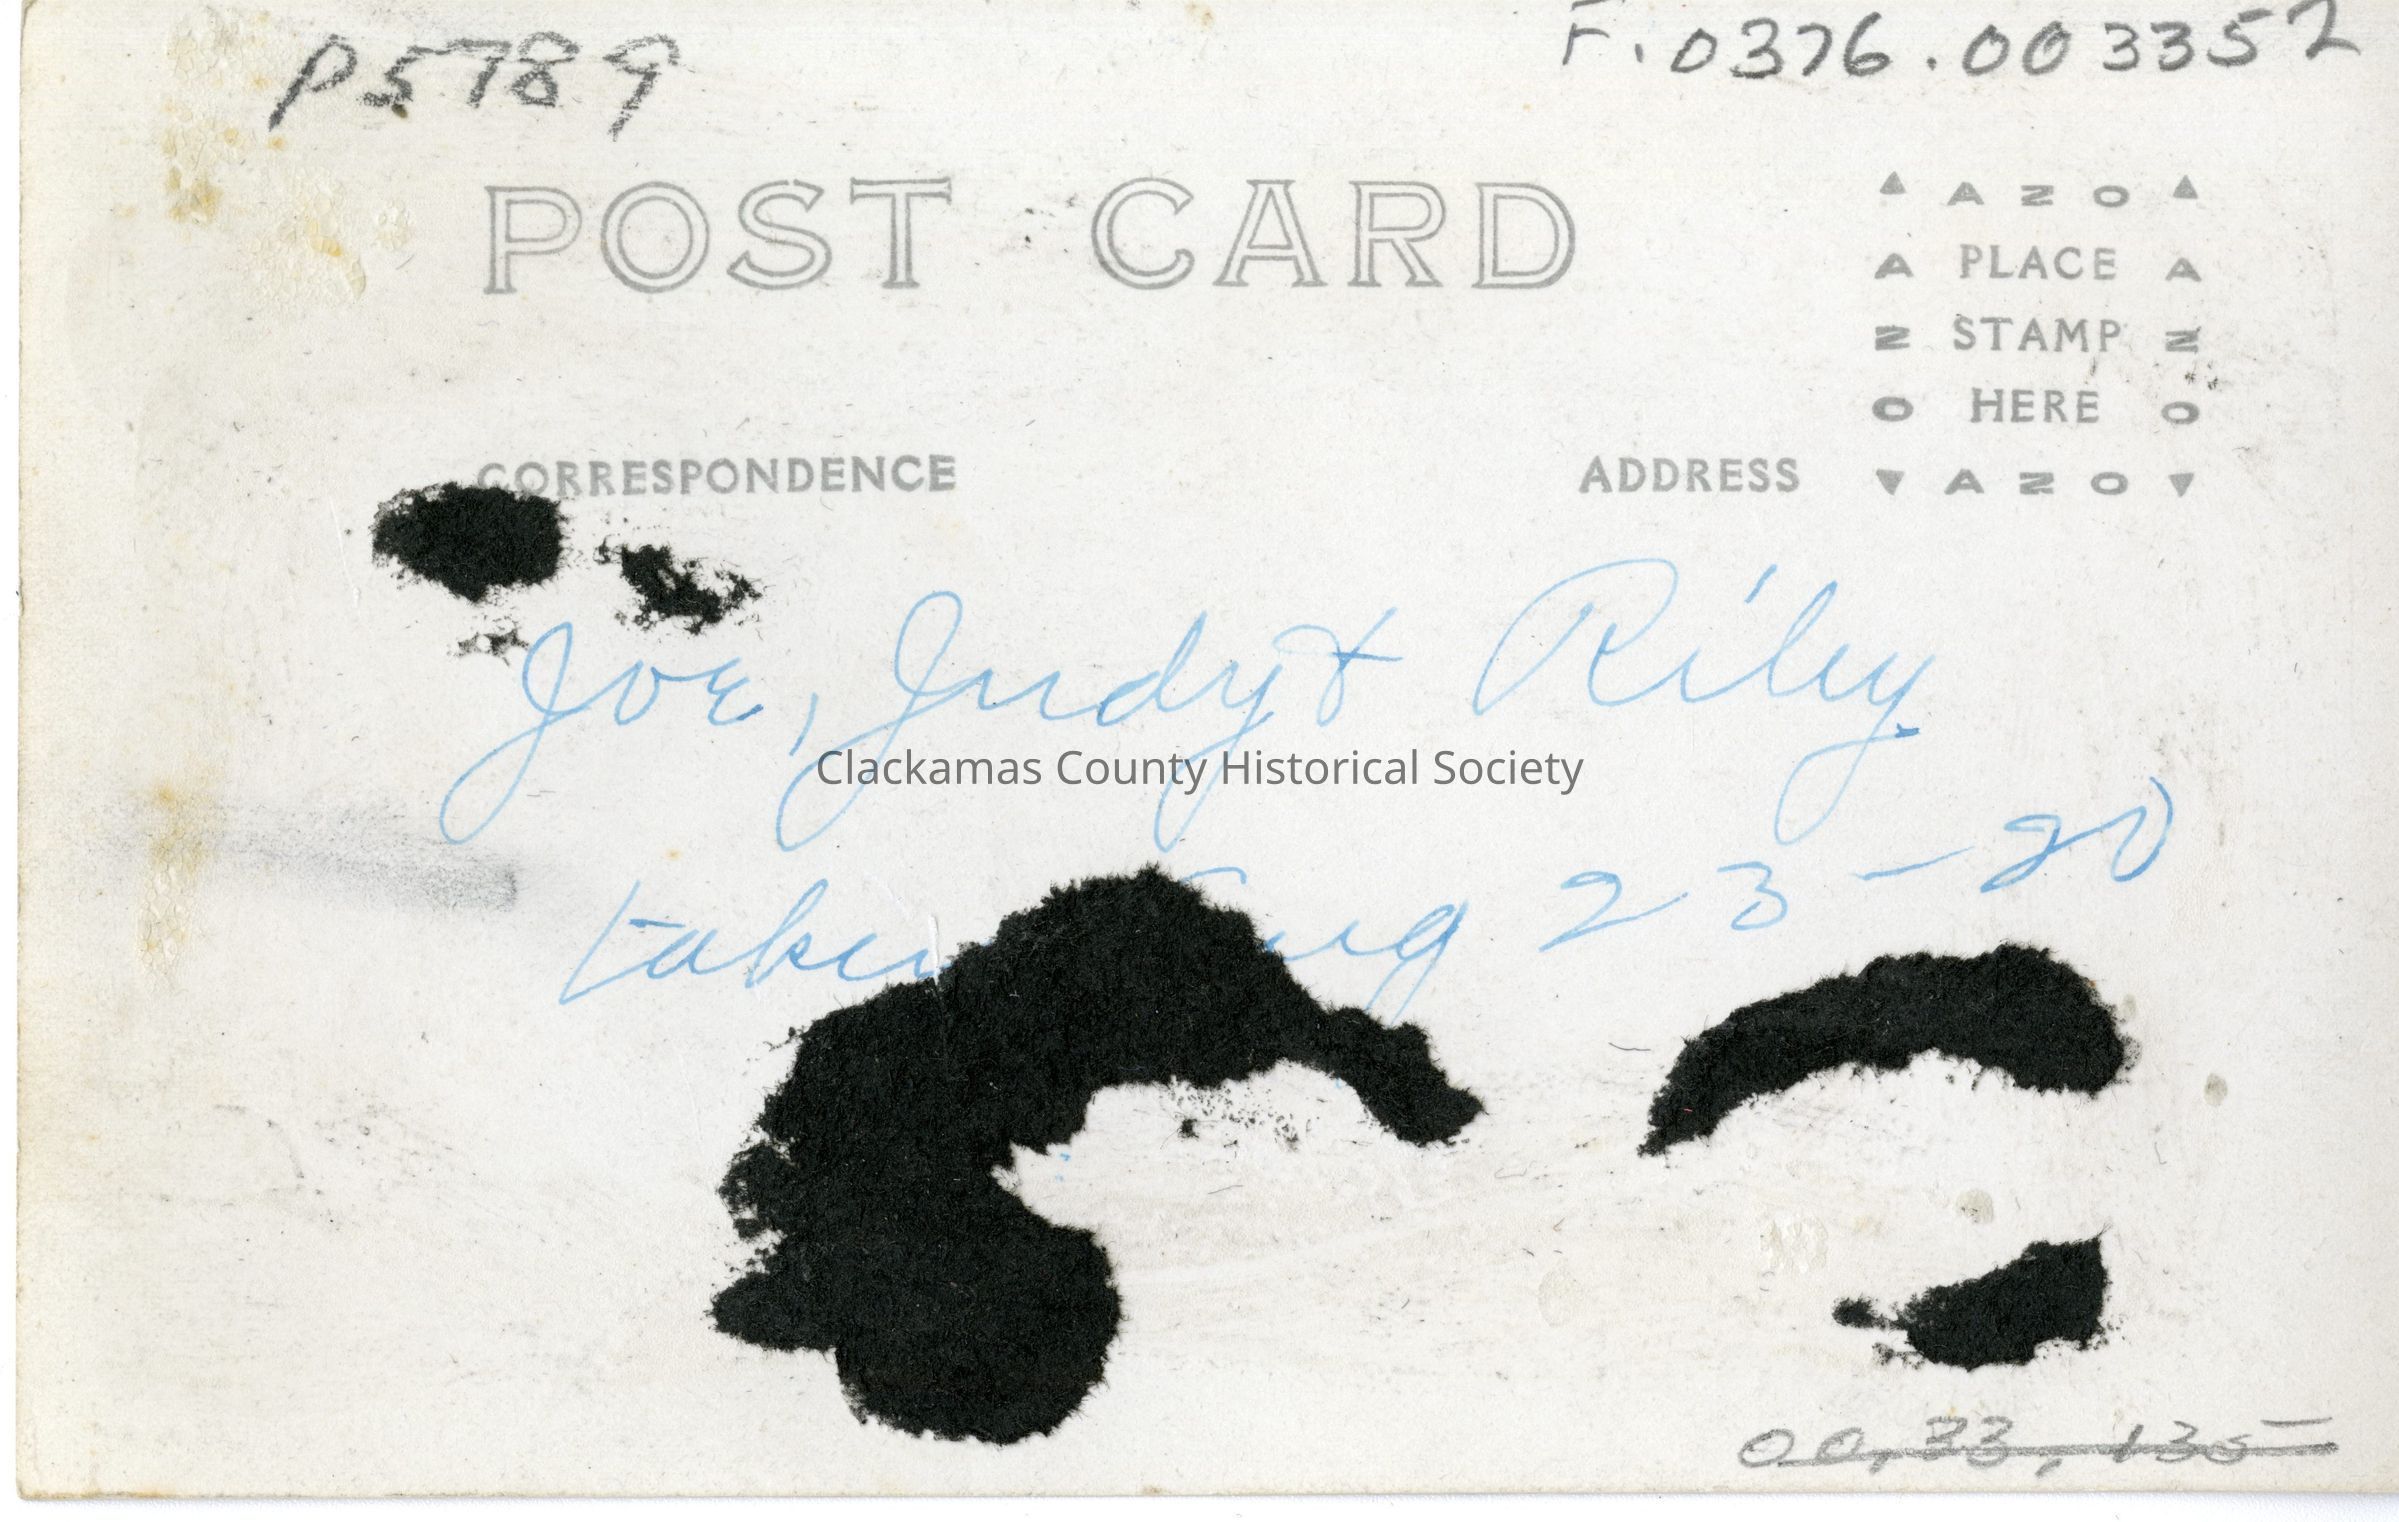 P5789
F.0376.003352
POST CARD
▲ AZO ▲
A PLACE A
Z STAMP Z
O HERE O
▼ AZO ▼
CORRESPONDENCE
ADDRESS
Joe, Judy + Riley
Clackamas County Historical Society
taken Aug 23-20
00.33.135